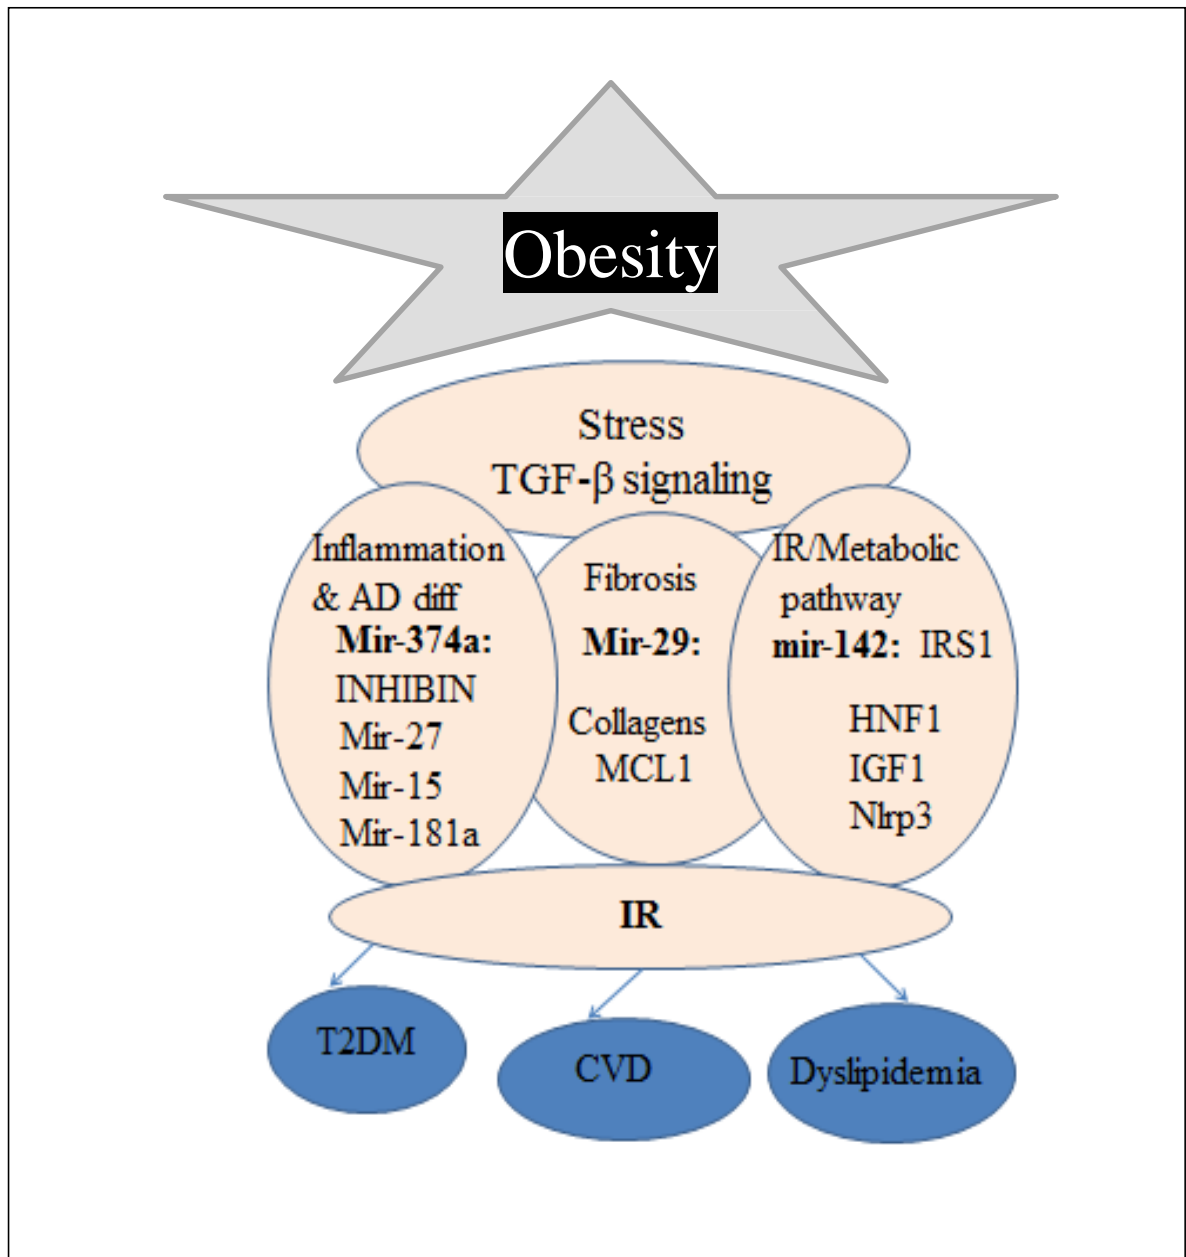 Obesity
Stress
TGF-β signaling
Inflammation
& AD diff
Mir-374a:
INHIBIN
Mir-27
Mir-15
Mir-181a
Fibrosis
Mir-29:
Collagens
MCL1
IR/Metabolic
pathway
mir-142: IRS1
HNF1
IGF1
Nlrp3
IR
T2DM
CVD
Dyslipidemia